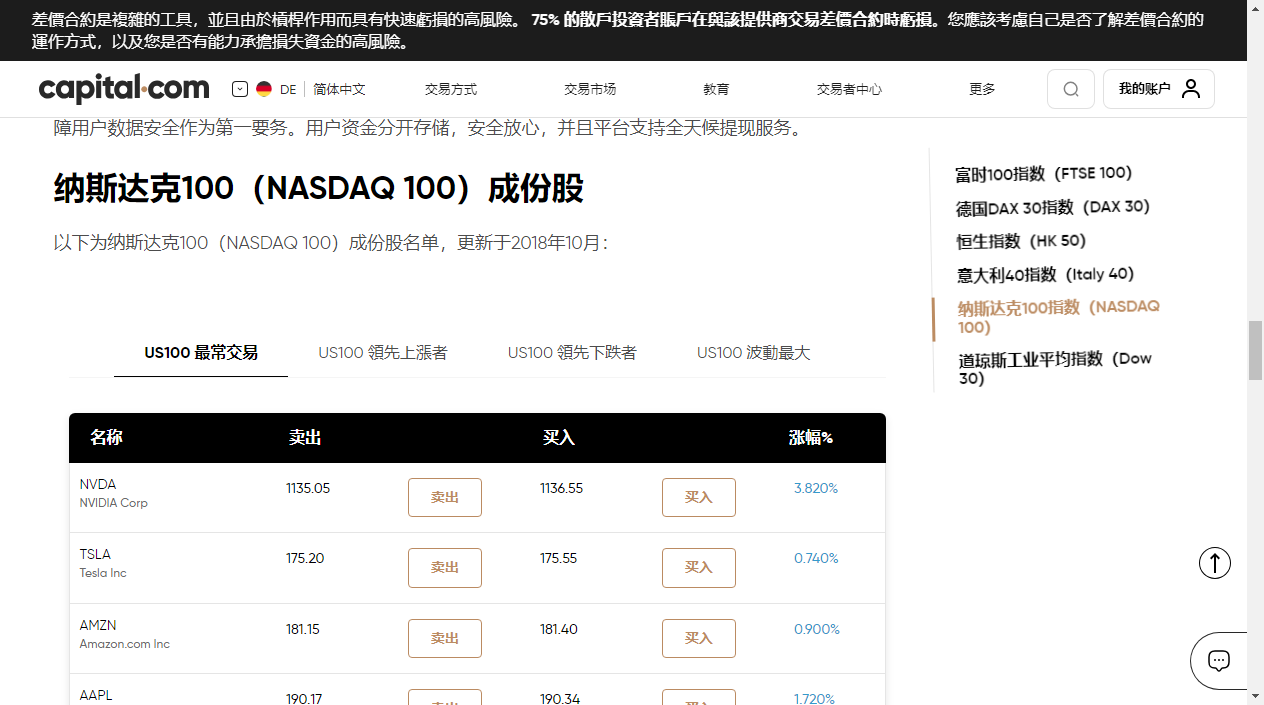 差價合約是複雜的工具，並且由於槓桿作用而具有快速虧損的高風險。 75% 的散戶投資者賬戶在與該提供商交易差價合約時虧損。您應該考慮自己是否了解差價合約的
運作方式，以及您是否有能力承擔損失資金的高風險。
capital.com
DE 简体中文
交易方式
交易市场
教育
交易者中心
更多
我的账户
障用户数据安全作为第一要务。用户资金分开存储，安全放心，并且平台支持全天候提现服务。
纳斯达克100（NASDAQ 100）成份股
以下为纳斯达克100（NASDAQ 100）成份股名单，更新于2018年10月：
富时100指数（FTSE 100）
德国DAX 30指数（DAX 30）
恒生指数（HK 50）
意大利40指数（Italy 40）
纳斯达克100指数（NASDAQ
100）
道琼斯工业平均指数（Dow
30）
US100 最常交易
US100 領先上漲者
US100 領先下跌者
US100 波動最大
名称 卖出 买入 涨幅%
NVDA 1135.05 卖出 1136.55 买入 3.820%
NVIDIA Corp
TSLA 175.20 卖出 175.55 买入 0.740%
Tesla Inc
AMZN 181.15 卖出 181.40 买入 0.900%
Amazon.com Inc
AAPL 190.17 卖出 190.34 买入 1.720%